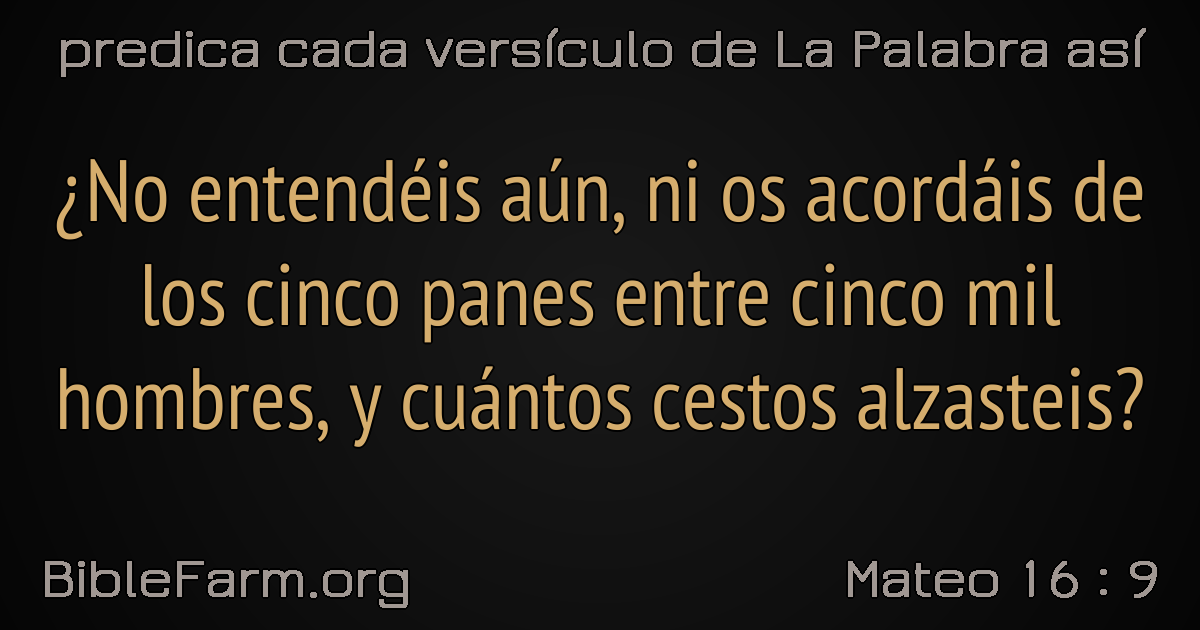 predica cada versículo de La Palabra así
¿No entendéis aún, ni os acordáis de
los cinco panes entre cinco mil
hombres, y cuántos cestos alzasteis?
BibleFarm.org
Mateo 16 : 9